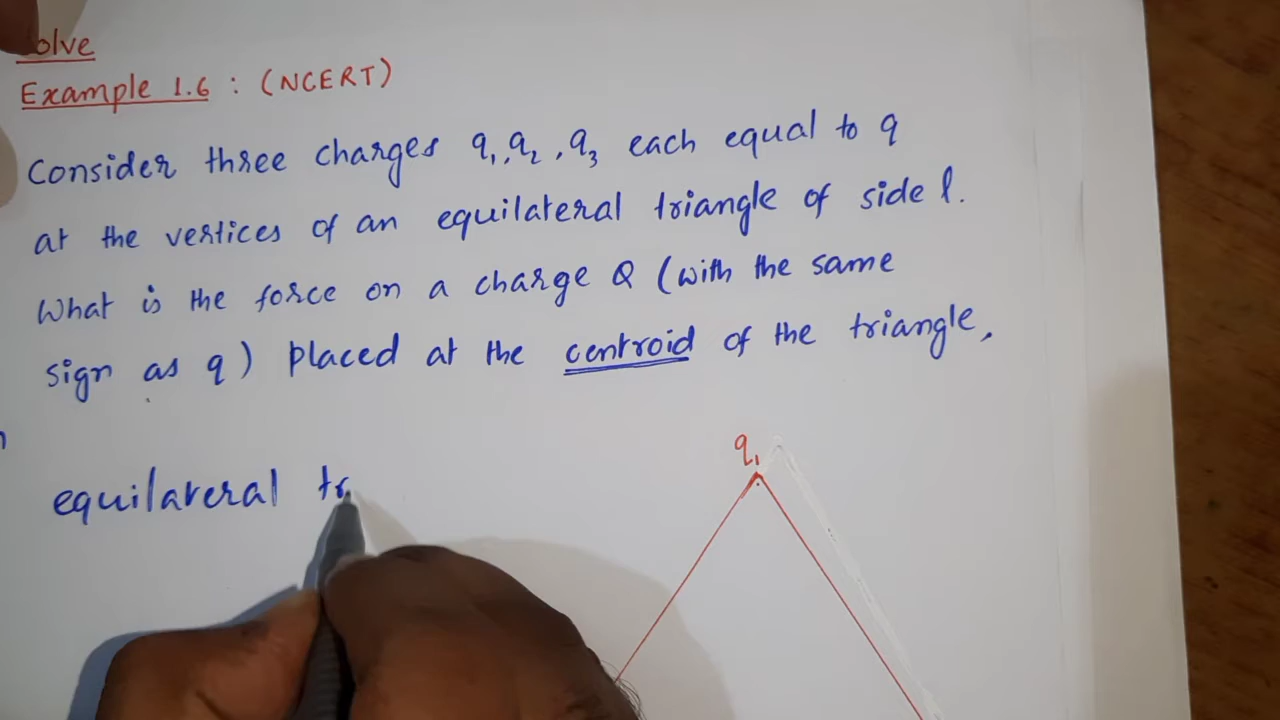 Solve
Example 1.6 : (NCERT)
Consider three charges q₁, q₂, q₃ each equal to q
at the vertices of an equilateral triangle of side l.
What is the force on a charge Q (with the same
sign as q) placed at the centroid of the triangle,
q₁
equilateral tr